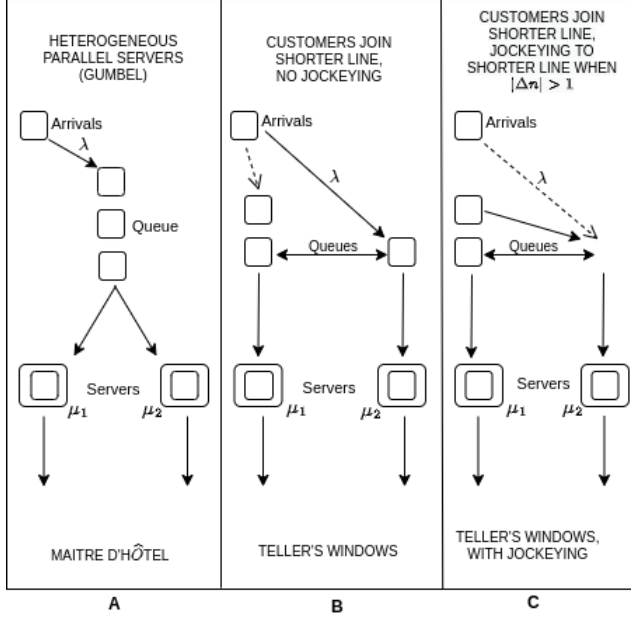 HETEROGENEOUS
PARALLEL SERVERS
(GUMBEL)
Arrivals
λ
Queue
Servers
μ₁
μ₂
MAITRE D'HÔTEL
A
CUSTOMERS JOIN
SHORTER LINE,
NO JOCKEYING
Arrivals
λ
Queues
Servers
μ₁
μ₂
TELLER'S WINDOWS
B
CUSTOMERS JOIN
SHORTER LINE,
JOCKEYING TO
SHORTER LINE WHEN
|Δn| > 1
Arrivals
λ
Queues
Servers
μ₁
μ₂
TELLER'S WINDOWS,
WITH JOCKEYING
C